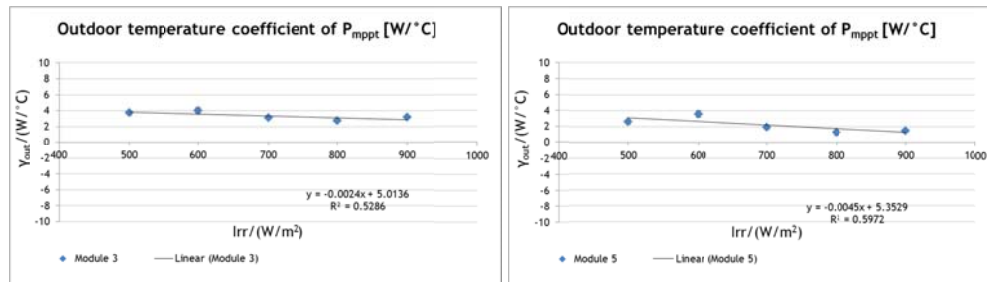 Outdoor temperature coefficient of Pmppt [W/°C]
10
8
6
4
2
0
-2
-4
-6
-8
-10
γout/(W/°C)
400 500 600 700 800 900 1000
y = -0.0024x + 5.0136
R² = 0.5286
Irr/(W/m²)
Module 3 Linear (Module 3)
Outdoor temperature coefficient of Pmppt [W/°C]
10
8
6
4
2
0
-2
-4
-6
-8
-10
γout/(W/°C)
400 500 600 700 800 900 1000
y = -0.0045x + 5.3529
R² = 0.5972
Irr/(W/m²)
Module 5 Linear (Module 5)